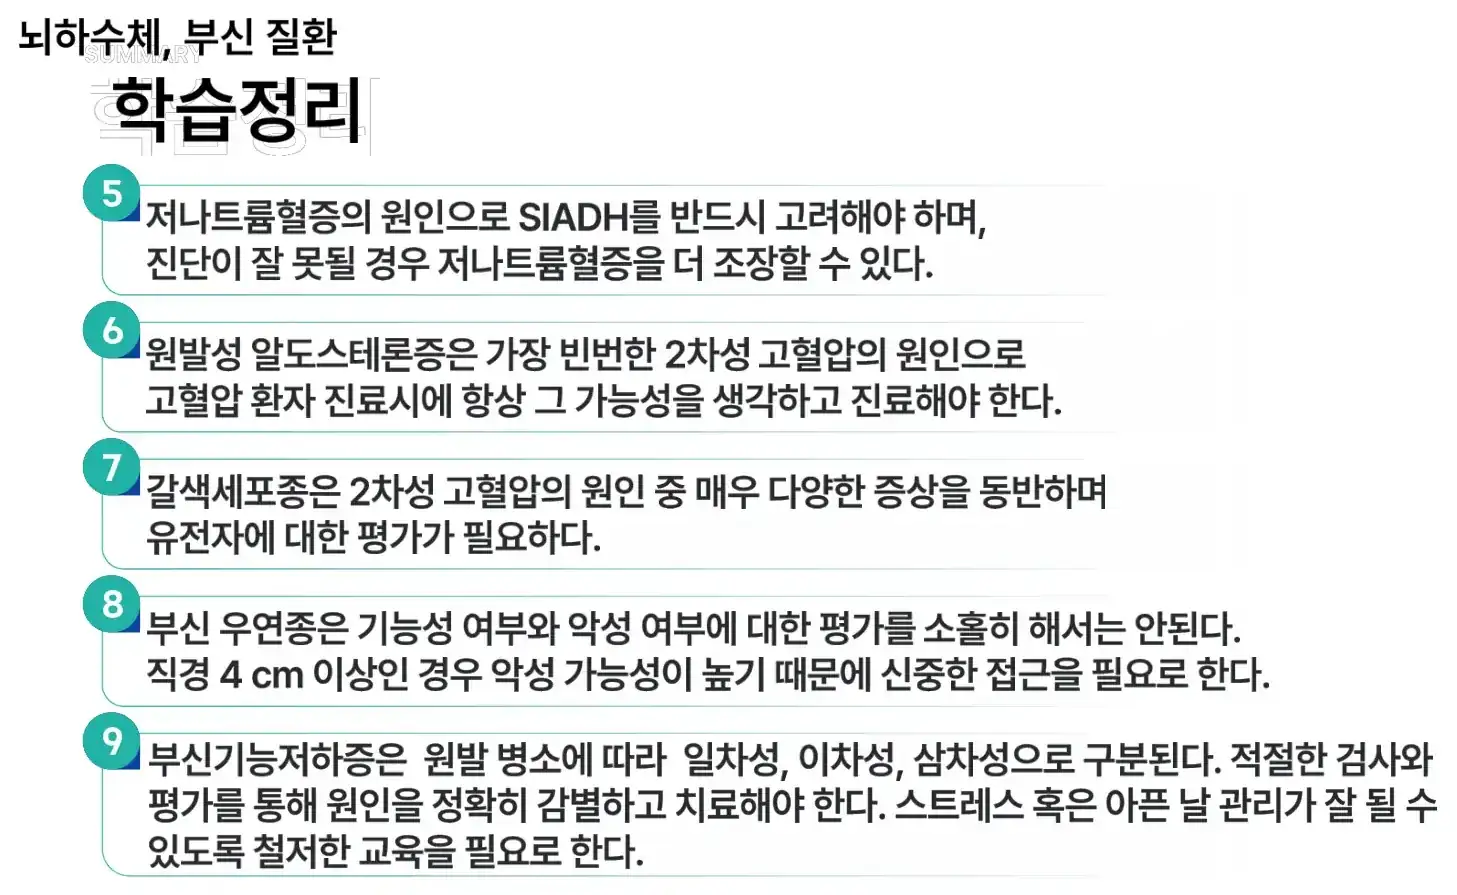 뇌하수체, 부신 질환
SUMMARY
학습정리
5
저나트륨혈증의 원인으로 SIADH를 반드시 고려해야 하며,
진단이 잘 못될 경우 저나트륨혈증을 더 조장할 수 있다.
6
원발성 알도스테론증은 가장 빈번한 2차성 고혈압의 원인으로
고혈압 환자 진료시에 항상 그 가능성을 생각하고 진료해야 한다.
7
갈색세포종은 2차성 고혈압의 원인 중 매우 다양한 증상을 동반하며
유전자에 대한 평가가 필요하다.
8
부신 우연종은 기능성 여부와 악성 여부에 대한 평가를 소홀히 해서는 안된다.
직경 4 cm 이상인 경우 악성 가능성이 높기 때문에 신중한 접근을 필요로 한다.
9
부신기능저하증은 원발 병소에 따라 일차성, 이차성, 삼차성으로 구분된다. 적절한 검사와
평가를 통해 원인을 정확히 감별하고 치료해야 한다. 스트레스 혹은 아픈 날 관리가 잘 될 수
있도록 철저한 교육을 필요로 한다.